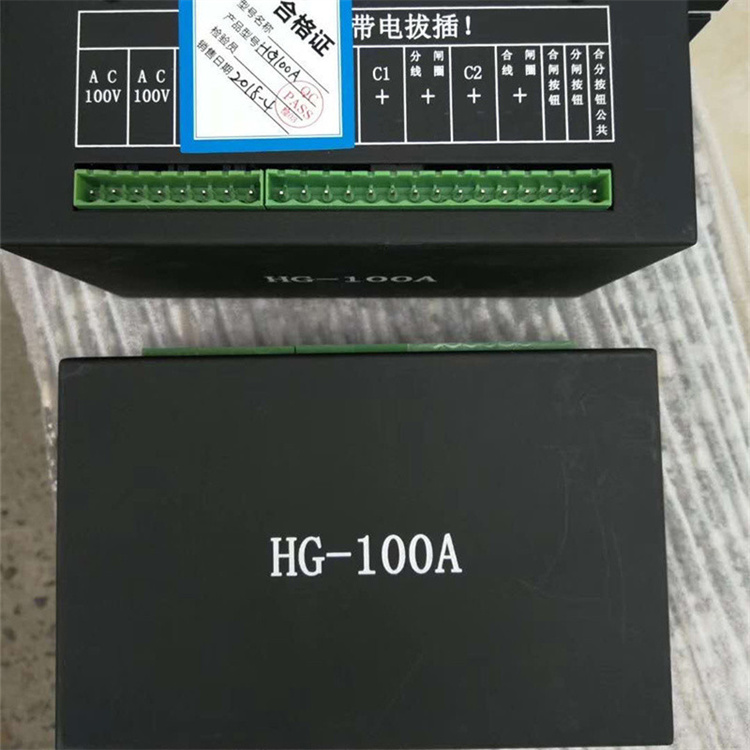 合格证
型号名称
产品型号 HG100A
检验员
销售日期 2018-4
QC
PASS
带电拔插！
AC
100V
AC
100V
C1
+
分闸
线圈
+
C2
+
合闸
线圈
+
合闸按钮
分闸按钮
合分按钮公共
HG-100A
HG-100A